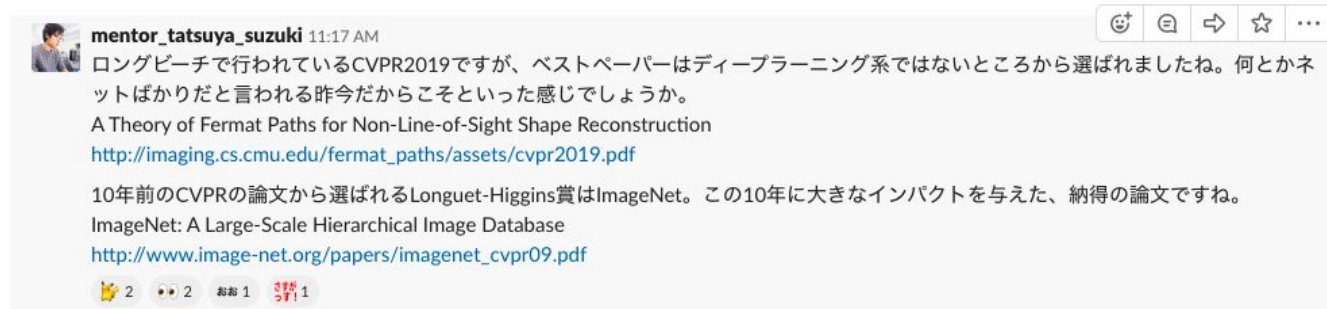 mentor_tatsuya_suzuki 11:17 AM
ロングビーチで行われているCVPR2019ですが、ベストペーパーはディープラーニング系ではないところから選ばれましたね。何とかネ
ットばかりだと言われる昨今だからこそといった感じでしょうか。
A Theory of Fermat Paths for Non-Line-of-Sight Shape Reconstruction
http://imaging.cs.cmu.edu/fermat_paths/assets/cvpr2019.pdf
10年前のCVPRの論文から選ばれるLonguet-Higgins賞はImageNet。この10年に大きなインパクトを与えた、納得の論文ですね。
ImageNet: A Large-Scale Hierarchical Image Database
http://www.image-net.org/papers/imagenet_cvpr09.pdf
2 2 おお 1 さすがっす! 1